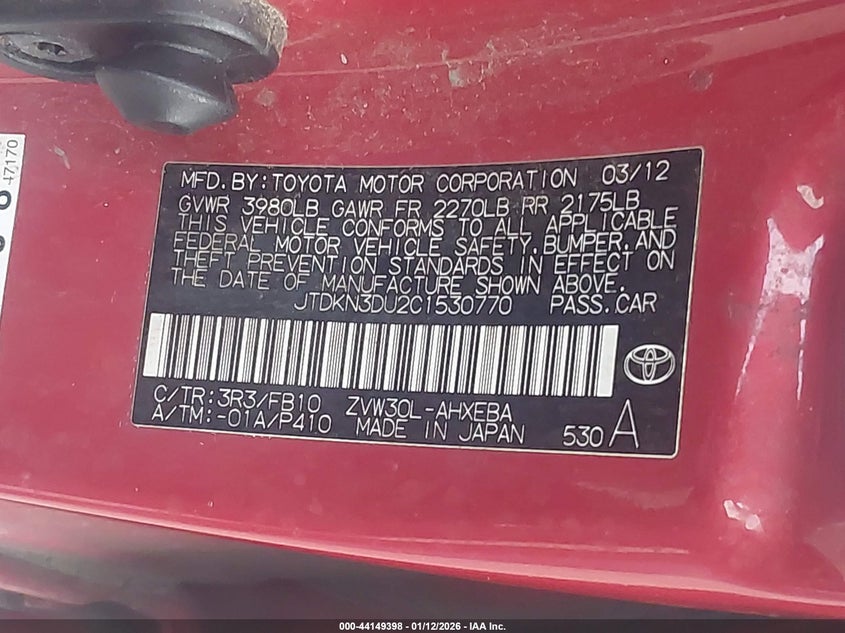 MFD.BY:TOYOTA MOTOR CORPORATION 03/12
GVWR 3980LB GAWR FR 2270LB RR 2175LB
THIS VEHICLE CONFORMS TO ALL APPLICABLE
FEDERAL MOTOR VEHICLE SAFETY,BUMPER,AND
THEFT PREVENTION STANDARDS IN EFFECT ON
THE DATE OF MANUFACTURE SHOWN ABOVE.
JTDKN3DU2C1530770 PASS.CAR
C/TR:3R3/FB10 ZVW30L-AHXEBA
A/TM:-01A/P410 MADE IN JAPAN 530 A
47170
000-44149398 - 01/12/2026 - IAA Inc.